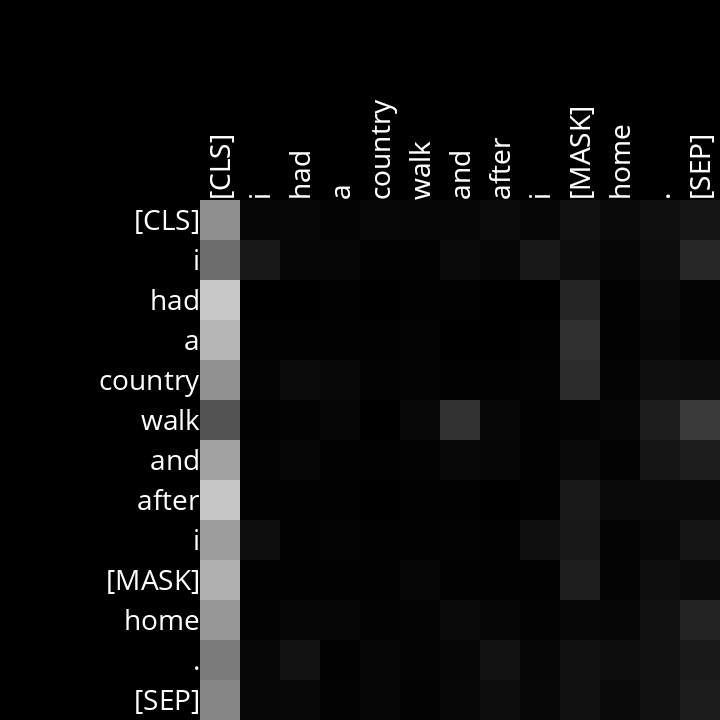 [CLS] i had a country walk and after i [MASK] home . [SEP]
[CLS]
i
had
a
country
walk
and
after
i
[MASK]
home
.
[SEP]